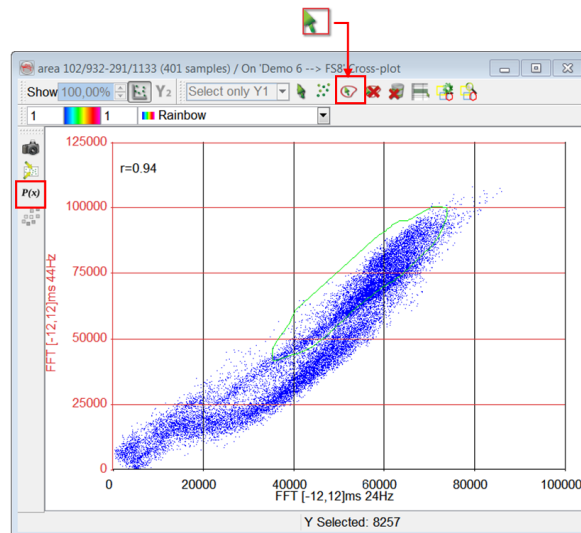 area 102/932-291/1133 (401 samples) / On 'Demo 6 --> FS8' Cross-plot
Show 100,00% Y₂ Select only Y1
1 1 Rainbow
P(x)
r=0.94
125000
100000
75000
50000
25000
0
FFT [-12,12]ms 44Hz
0 20000 40000 60000 80000 100000
FFT [-12,12]ms 24Hz
Y Selected: 8257